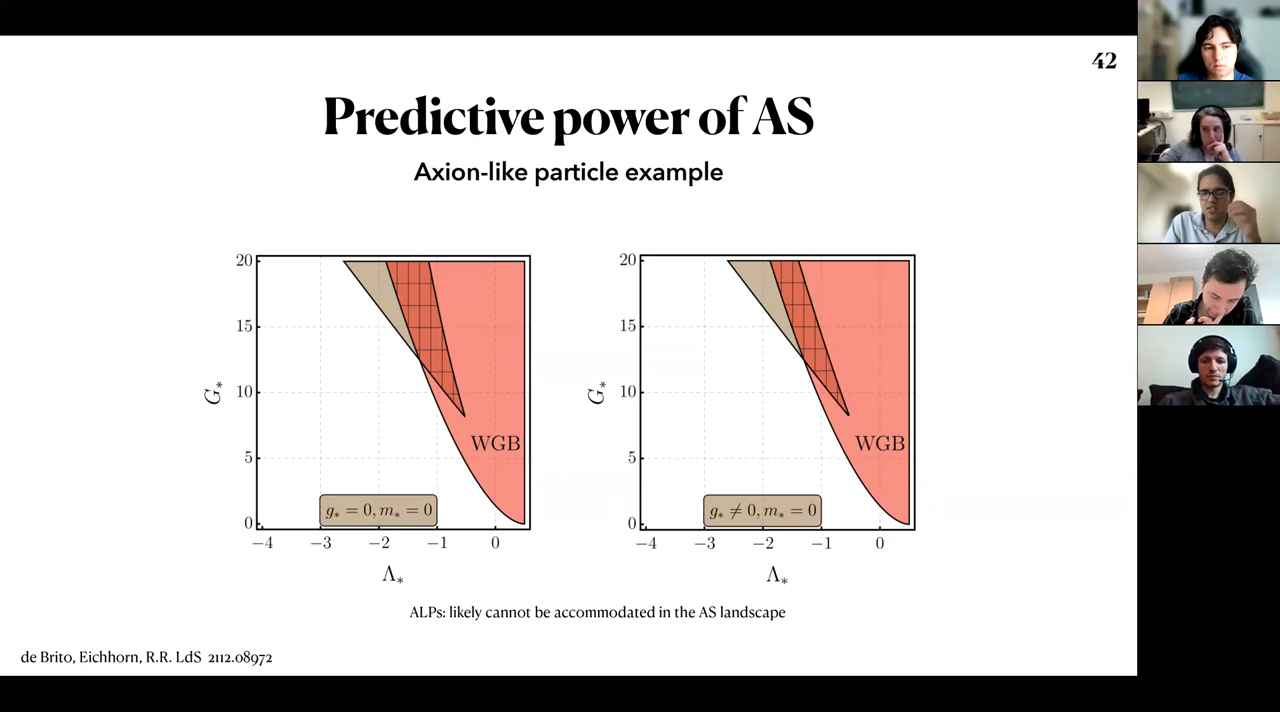 42
Predictive power of AS
Axion-like particle example
20
15
10
5
0
G*
WGB
g* = 0, m* = 0
−4 −3 −2 −1 0
Λ*
20
15
10
5
0
G*
WGB
g* ≠ 0, m* = 0
−4 −3 −2 −1 0
Λ*
ALPs: likely cannot be accommodated in the AS landscape
de Brito, Eichhorn, R.R. LdS 2112.08972